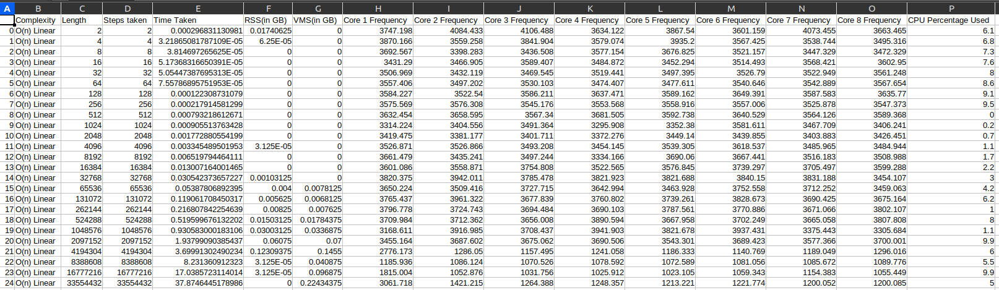 A B C D E F G H I J K L M N O P
Complexity Length Steps taken Time Taken RSS(in GB) VMS(in GB) Core 1 Frequency Core 2 Frequency Core 3 Frequency Core 4 Frequency Core 5 Frequency Core 6 Frequency Core 7 Frequency Core 8 Frequency CPU Percentage Used
0 O(n) Linear 2 2 0.000296831130981 0.01740625 0 3747.198 4084.433 4106.488 3634.122 3867.54 3601.159 4073.455 3663.465 6.1
1 O(n) Linear 4 4 3.21865081787109E-05 6.25E-05 0 3870.166 3559.258 3841.904 3579.074 3935.2 3567.425 3538.744 3495.316 6.8
2 O(n) Linear 8 8 3.814697265625E-05 0 0 3692.567 3398.283 3436.508 3577.154 3676.825 3521.157 3447.329 3472.329 7.3
3 O(n) Linear 16 16 5.17368316650391E-05 0 0 3431.29 3466.905 3589.407 3484.872 3452.294 3514.493 3568.421 3602.95 7.6
4 O(n) Linear 32 32 5.05447387695313E-05 0 0 3506.969 3432.119 3469.545 3519.441 3497.395 3526.79 3522.949 3561.248 8
5 O(n) Linear 64 64 7.55786895751953E-05 0 0 3557.406 3497.202 3530.103 3474.407 3477.611 3540.646 3542.889 3567.654 8.6
6 O(n) Linear 128 128 0.000122308731079 0 0 3584.227 3522.54 3586.211 3637.471 3589.162 3649.391 3587.583 3635.77 9.1
7 O(n) Linear 256 256 0.000217914581299 0 0 3575.569 3576.308 3545.176 3553.568 3558.916 3557.006 3525.878 3547.373 9.5
8 O(n) Linear 512 512 0.000793218612671 0 0 3632.454 3658.595 3567.34 3681.505 3592.738 3640.529 3564.126 3589.368 0
9 O(n) Linear 1024 1024 0.000905513763428 0 0 3314.224 3404.556 3491.364 3295.908 3352.38 3581.611 3467.709 3406.241 0.2
10 O(n) Linear 2048 2048 0.001772880554199 0 0 3419.475 3381.177 3401.711 3372.276 3449.14 3439.855 3403.883 3426.451 0.7
11 O(n) Linear 4096 4096 0.003345489501953 3.125E-05 0 3526.871 3526.866 3493.208 3454.145 3539.305 3618.537 3485.965 3484.944 1.1
12 O(n) Linear 8192 8192 0.006519794464111 0 0 3661.479 3435.241 3497.244 3334.166 3690.06 3667.441 3516.183 3508.988 1.7
13 O(n) Linear 16384 16384 0.013007164001465 0 0 3601.086 3558.871 3754.808 3522.565 3576.845 3739.297 3705.497 3599.288 2.2
14 O(n) Linear 32768 32768 0.030542373657227 0.00103125 0 3820.375 3942.011 3785.478 3821.923 3821.688 3840.15 3831.188 3454.107 3
15 O(n) Linear 65536 65536 0.05387806892395 0.004 0.0078125 3650.224 3509.416 3727.715 3642.994 3463.928 3752.558 3712.252 3459.063 4.2
16 O(n) Linear 131072 131072 0.119061708450317 0.005625 0.0068125 3765.437 3961.322 3677.839 3760.802 3739.261 3828.673 3690.425 3675.164 6.2
17 O(n) Linear 262144 262144 0.216807842254639 0.00825 0.007625 3796.778 3724.743 3694.484 3690.103 3787.561 3770.886 3671.066 3802.107 1
18 O(n) Linear 524288 524288 0.519599676132202 0.01503125 0.01784375 3709.984 3712.362 3656.008 3890.594 3667.958 3702.249 3665.058 3807.808 8
19 O(n) Linear 1048576 1048576 0.930583000183106 0.03003125 0.0336875 3168.611 3916.985 3708.437 3941.903 3821.678 3937.431 3375.443 3305.684 1.1
20 O(n) Linear 2097152 2097152 1.93799090385437 0.06075 0.07 3455.164 3687.602 3675.062 3690.506 3543.301 3689.423 3577.366 3700.001 9.9
21 O(n) Linear 4194304 4194304 3.69991302490234 0.12309375 0.1455 2776.173 1286.05 1157.495 1241.058 1186.333 1140.769 1189.049 1296.016 6
22 O(n) Linear 8388608 8388608 8.231360912323 3.125E-05 0.040875 1185.936 1086.124 1070.526 1078.592 1072.589 1081.056 1085.672 1089.776 5.5
23 O(n) Linear 16777216 16777216 17.0385723114014 3.125E-05 0.096875 1815.004 1052.876 1031.756 1025.912 1023.105 1059.343 1154.383 1055.449 9.9
24 O(n) Linear 33554432 33554432 37.8746445178986 0 0.22434375 3061.718 1421.215 1264.388 1248.357 1213.221 1221.774 1200.052 1200.085 5